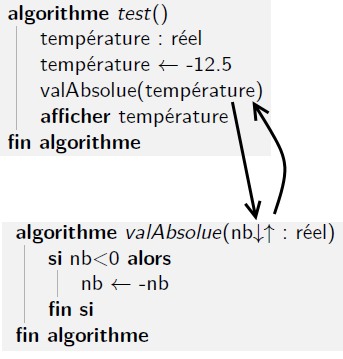 algorithme test()
température : réel
température ← -12.5
valAbsolue(température)
afficher température
fin algorithme
algorithme valAbsolue(nb↓↑ : réel)
si nb<0 alors
nb ← -nb
fin si
fin algorithme